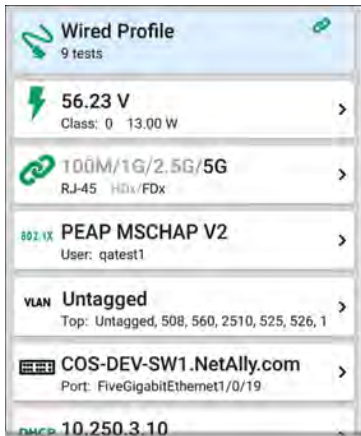 Wired Profile
9 tests
56.23 V
Class: 0 13.00 W
100M/1G/2.5G/5G
RJ-45 HDx/FDx
802.1X PEAP MSCHAP V2
User: qatest1
VLAN Untagged
Top: Untagged, 508, 560, 2510, 525, 526, 1
COS-DEV-SW1.NetAlly.com
Port: FiveGigabitEthernet1/0/19
DHCP 10.250.3.10